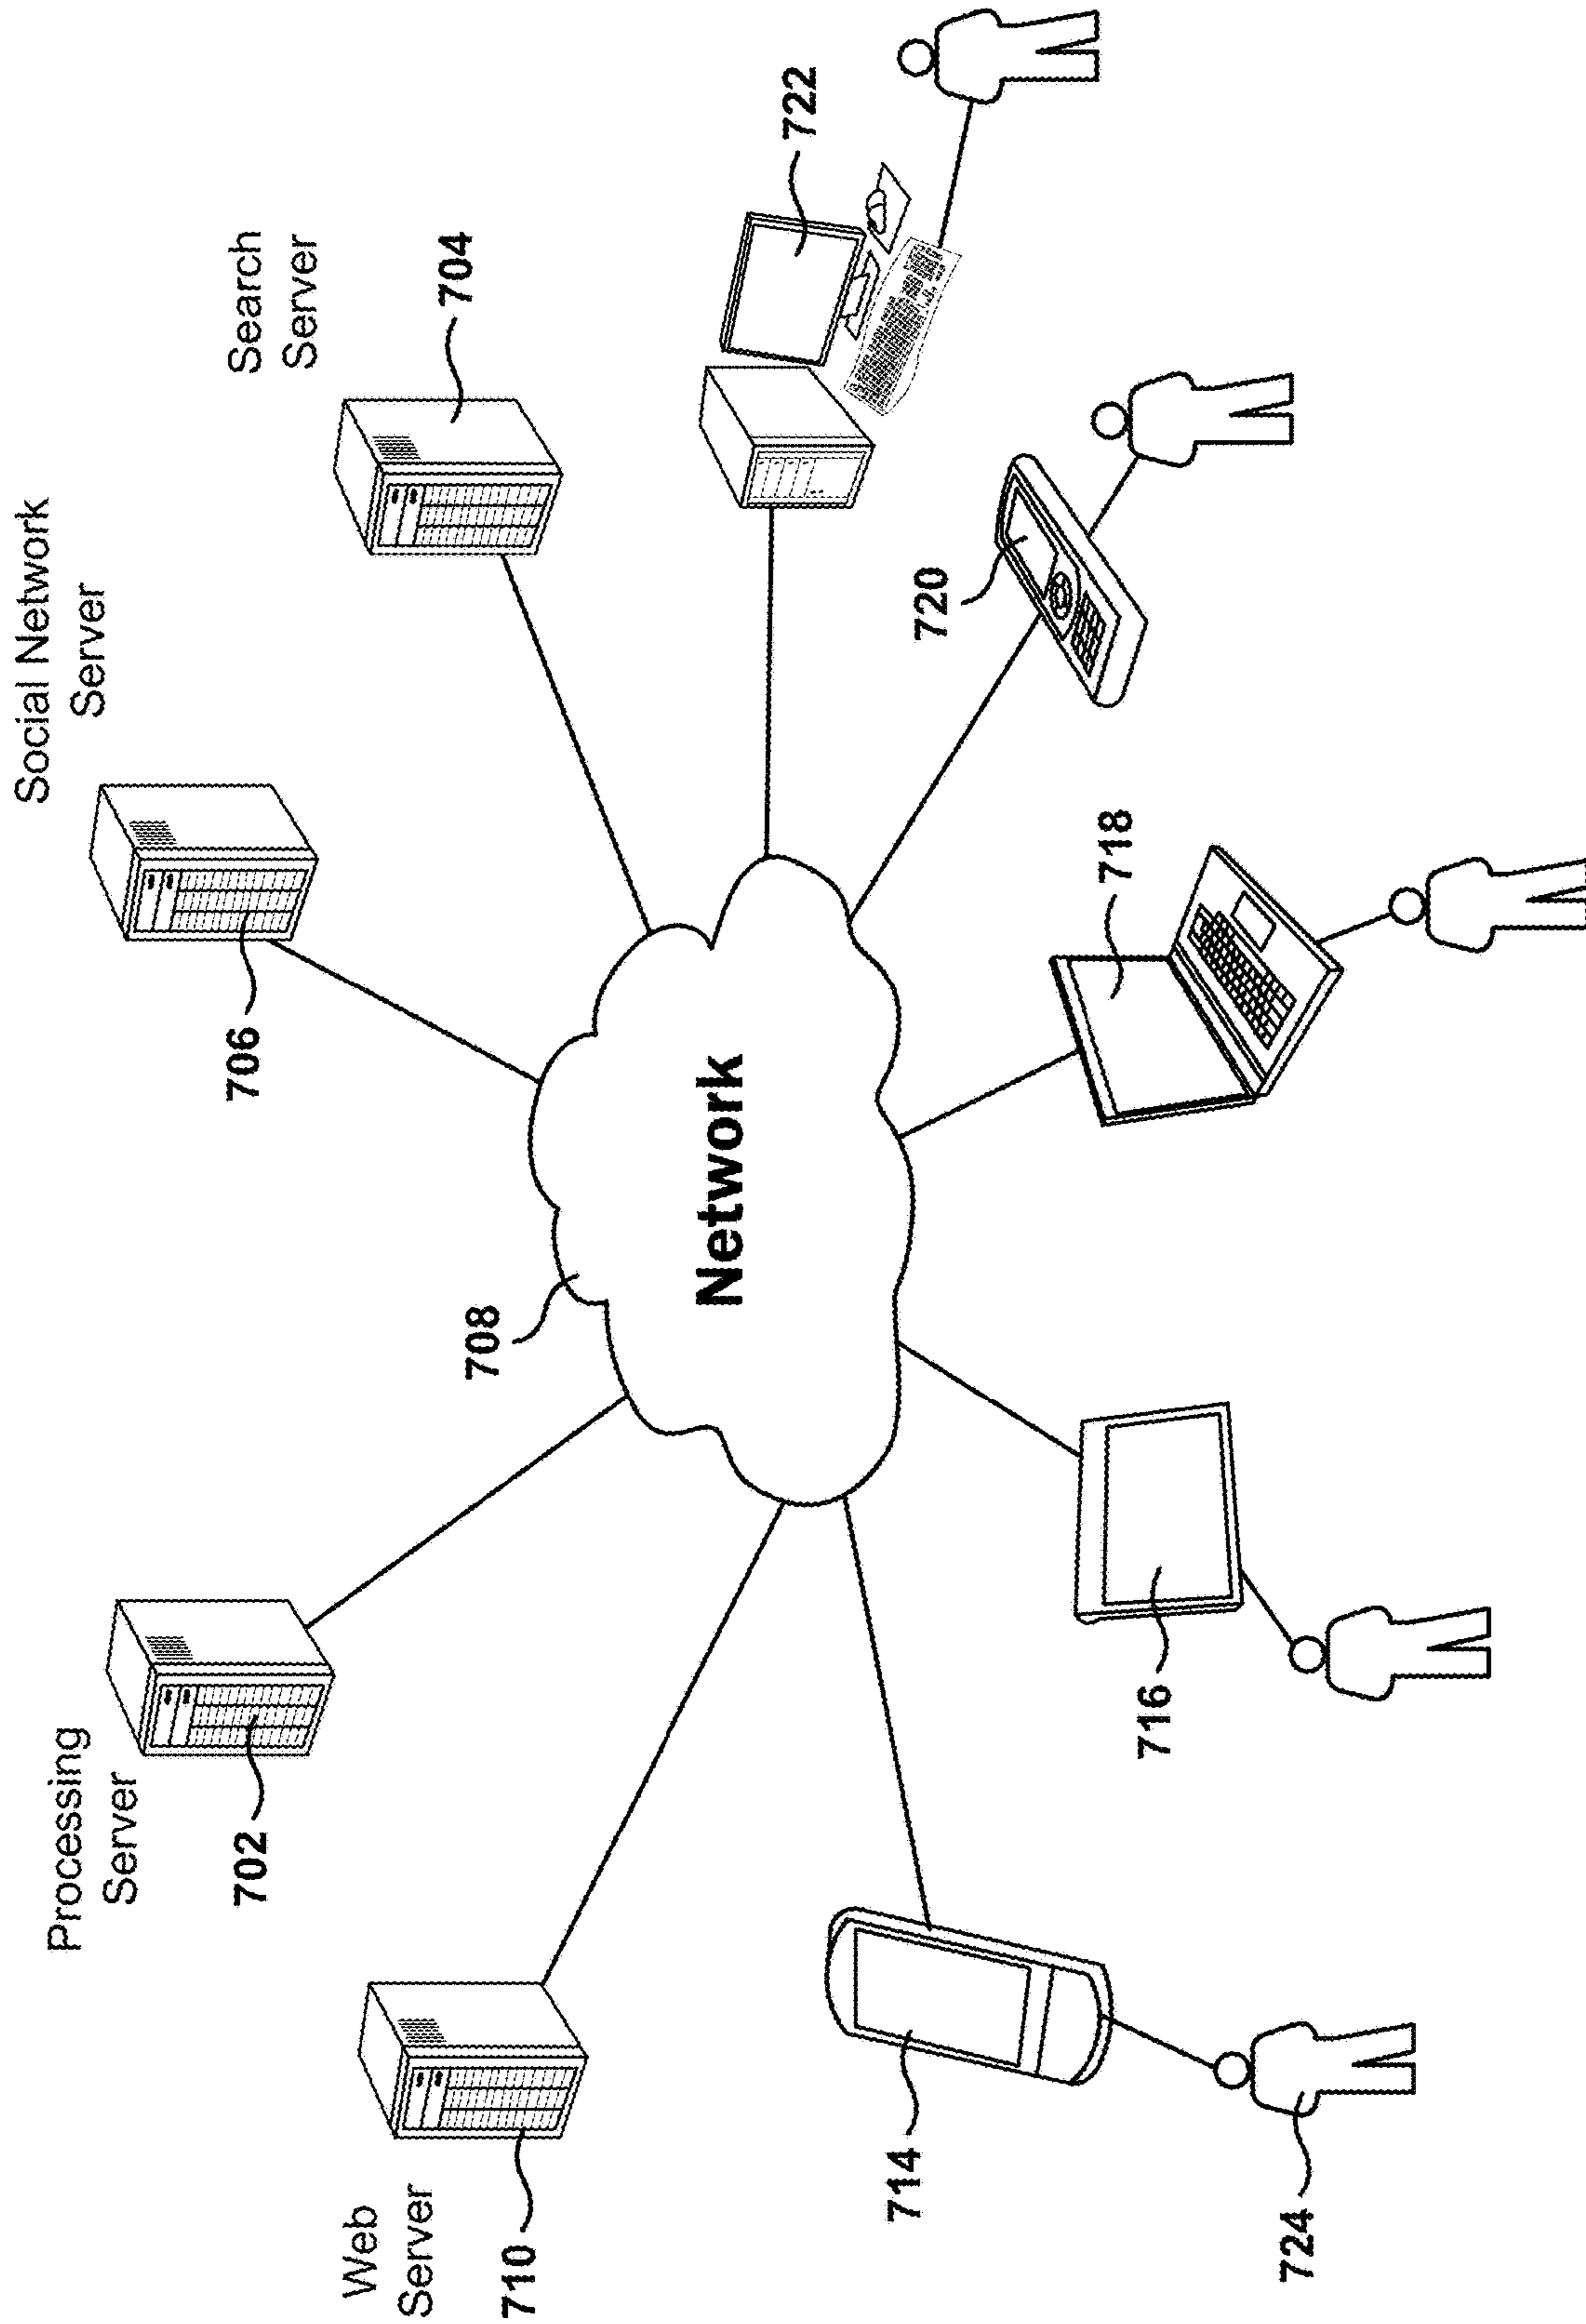 Social Network
Server
Processing
Server
Search
Server
Web
Server
706
702
704
710
708
Network
722
720
718
714
716
724